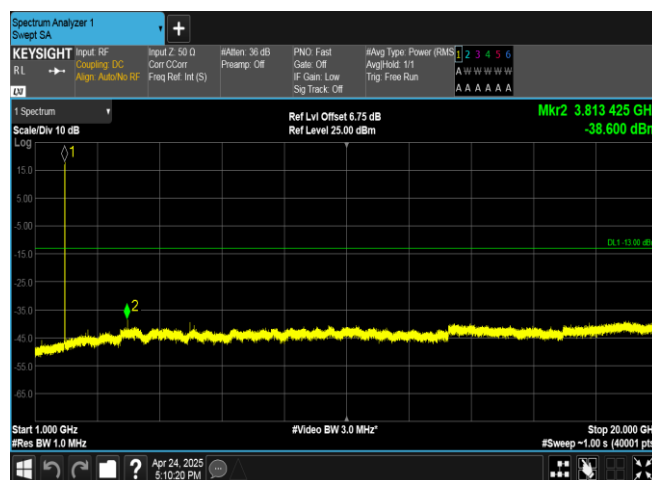 Spectrum Analyzer 1
Swept SA
+
KEYSIGHT
RL
LXI
Input: RF
Coupling: DC
Align: Auto/No RF
Input Z: 50 Ω
Corr CCorr
Freq Ref: Int (S)
#Atten: 36 dB
Preamp: Off
PNO: Fast
Gate: Off
IF Gain: Low
Sig Track: Off
#Avg Type: Power (RMS
Avg|Hold: 1/1
Trig: Free Run
1 2 3 4 5 6
A W W W W W
A A A A A A
1 Spectrum
Scale/Div 10 dB
Log
Ref Lvl Offset 6.75 dB
Ref Level 25.00 dBm
Mkr2 3.813 425 GH
-38.600 dBr
1
15.0
5.00
-5.00
DL1 -13.00 dB
-15.0
-25.0
2
-35.0
-45.0
-55.0
-65.0
Start 1.000 GHz
#Res BW 1.0 MHz
#Video BW 3.0 MHz*
Stop 20.000 GH
#Sweep ~1.00 s (40001 pts
?
Apr 24, 2025
5:10:20 PM